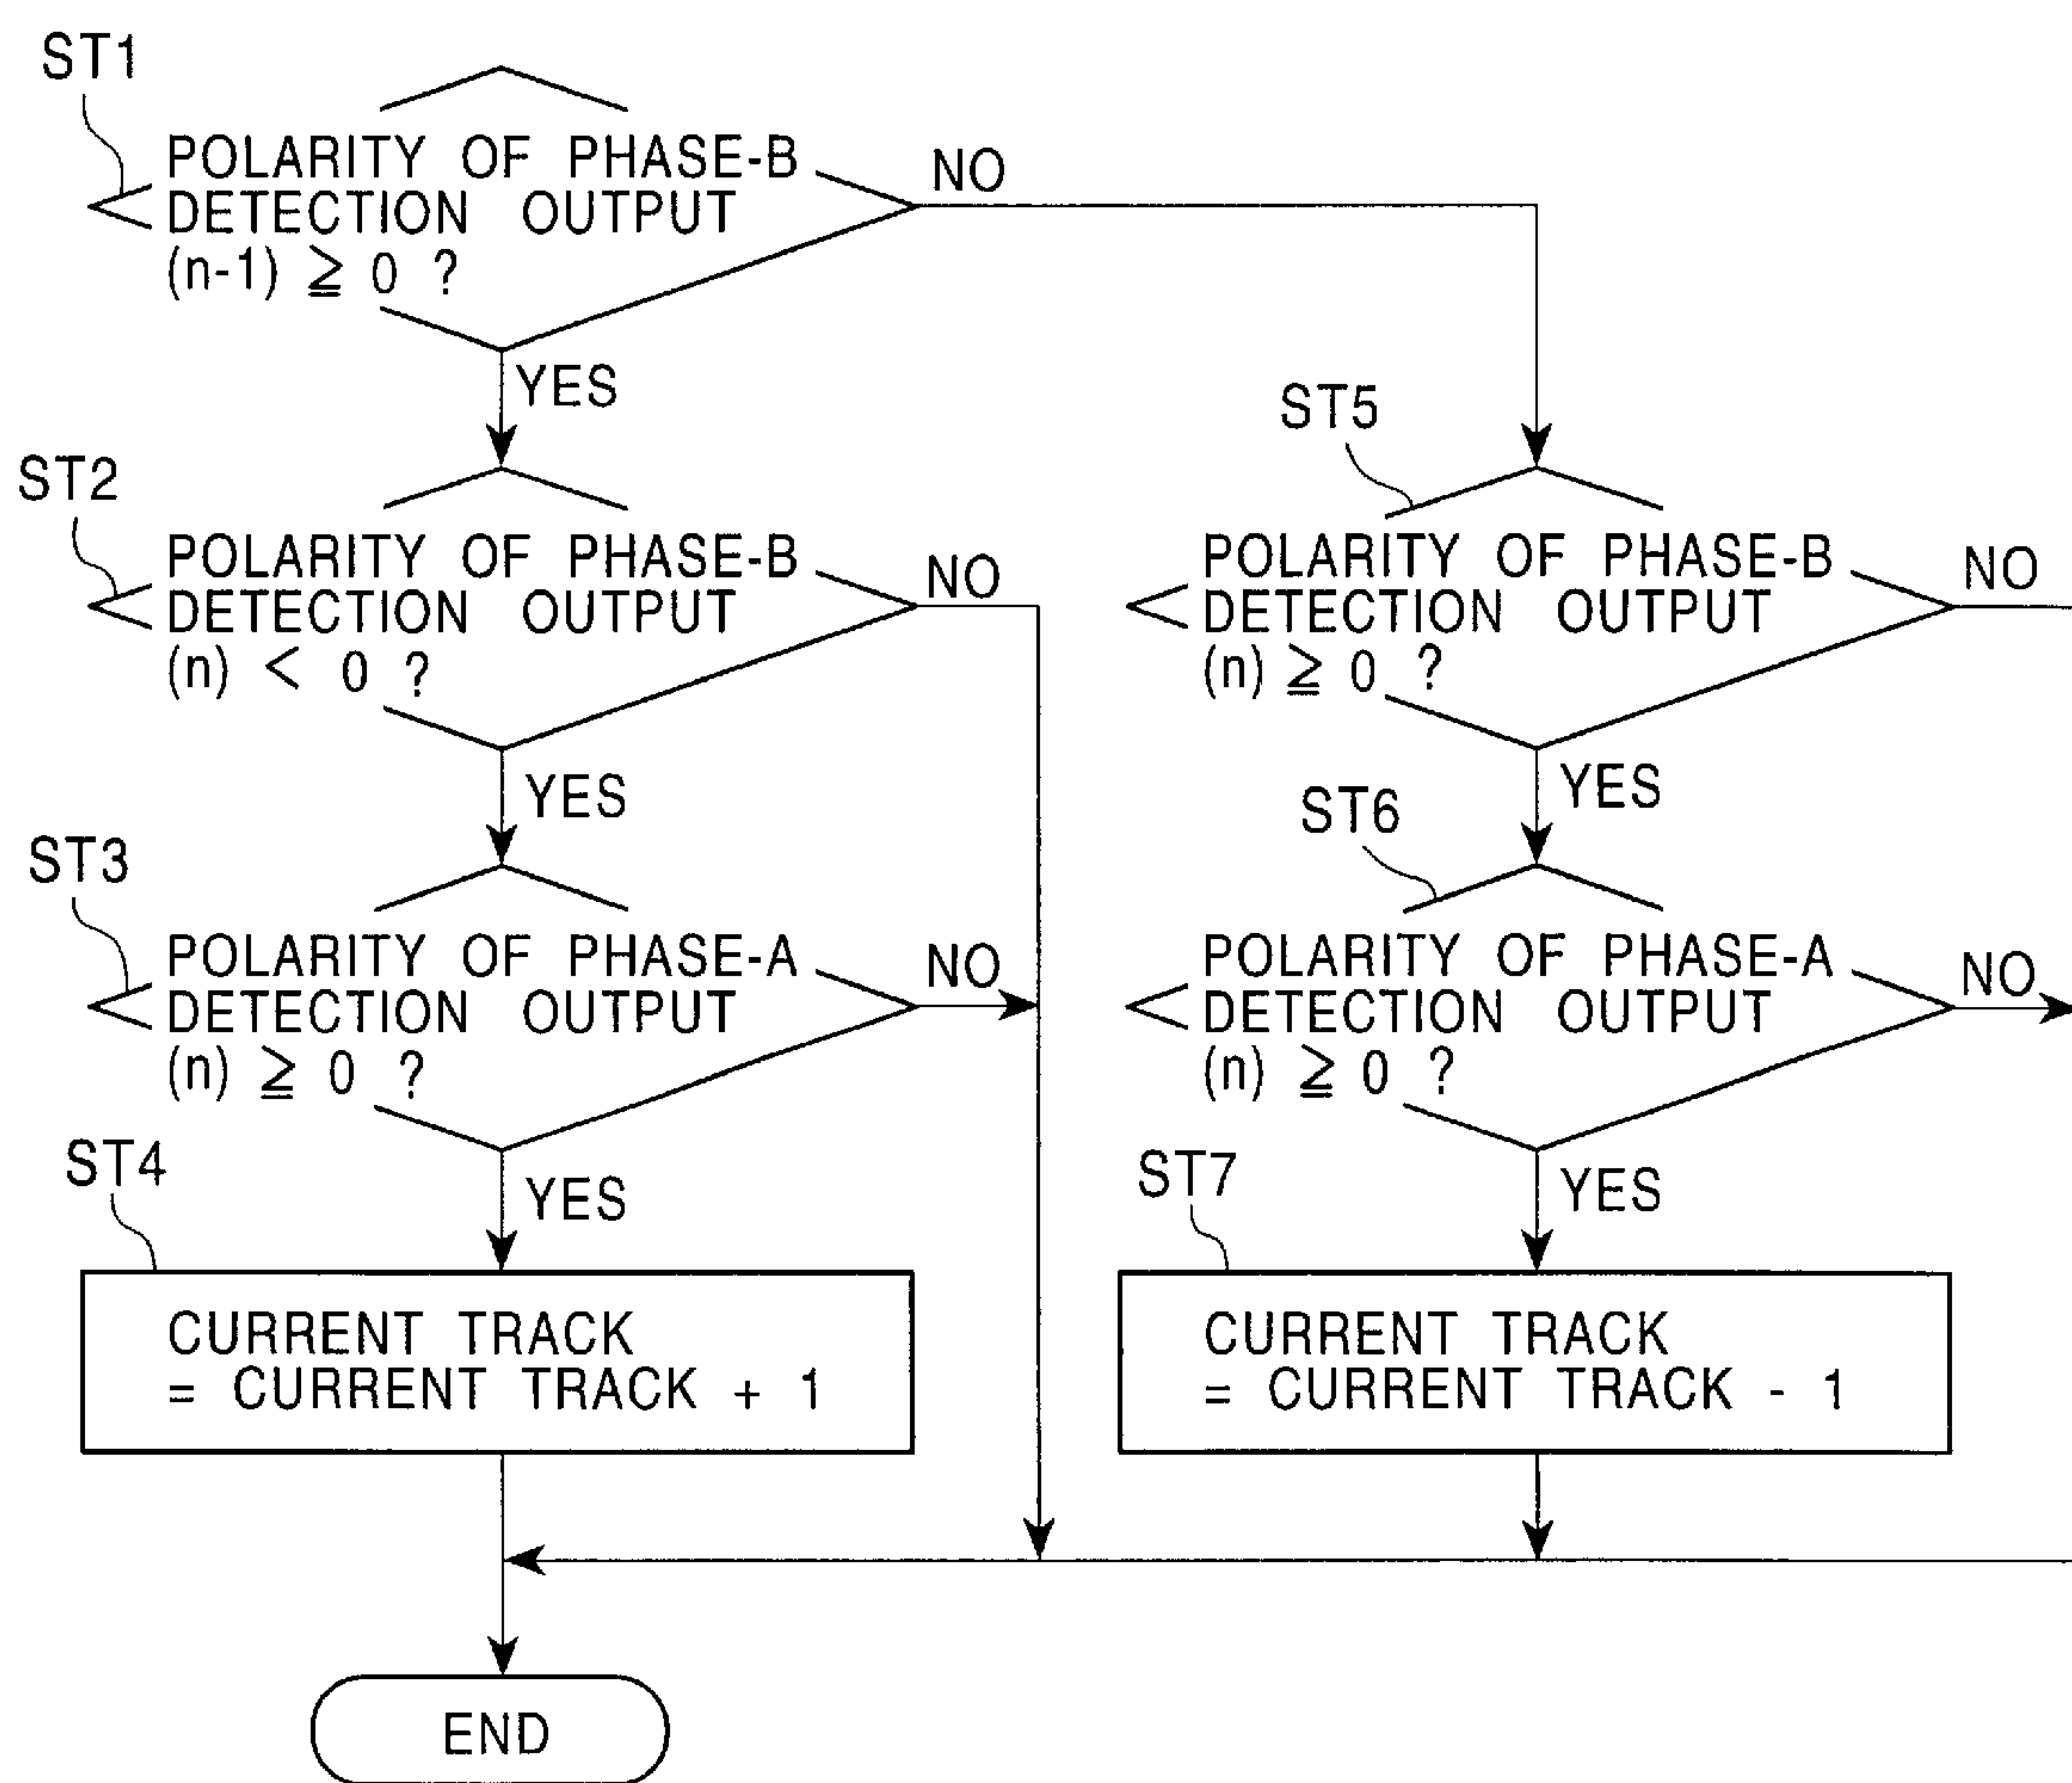 ST1
POLARITY OF PHASE-B
DETECTION OUTPUT
(n-1) ≧ 0 ?
NO
YES
ST2
POLARITY OF PHASE-B
DETECTION OUTPUT
(n) < 0 ?
NO
YES
ST3
POLARITY OF PHASE-A
DETECTION OUTPUT
(n) ≧ 0 ?
NO
YES
ST4
CURRENT TRACK
= CURRENT TRACK + 1
ST5
POLARITY OF PHASE-B
DETECTION OUTPUT
(n) ≧ 0 ?
NO
YES
ST6
POLARITY OF PHASE-A
DETECTION OUTPUT
(n) ≧ 0 ?
NO
YES
ST7
CURRENT TRACK
= CURRENT TRACK - 1
END